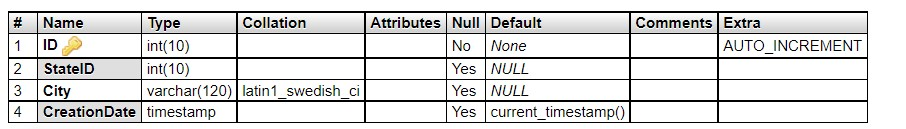 # Name Type Collation Attributes Null Default Comments Extra
1 ID int(10) No None AUTO_INCREMENT
2 StateID int(10) Yes NULL
3 City varchar(120) latin1_swedish_ci Yes NULL
4 CreationDate timestamp Yes current_timestamp()